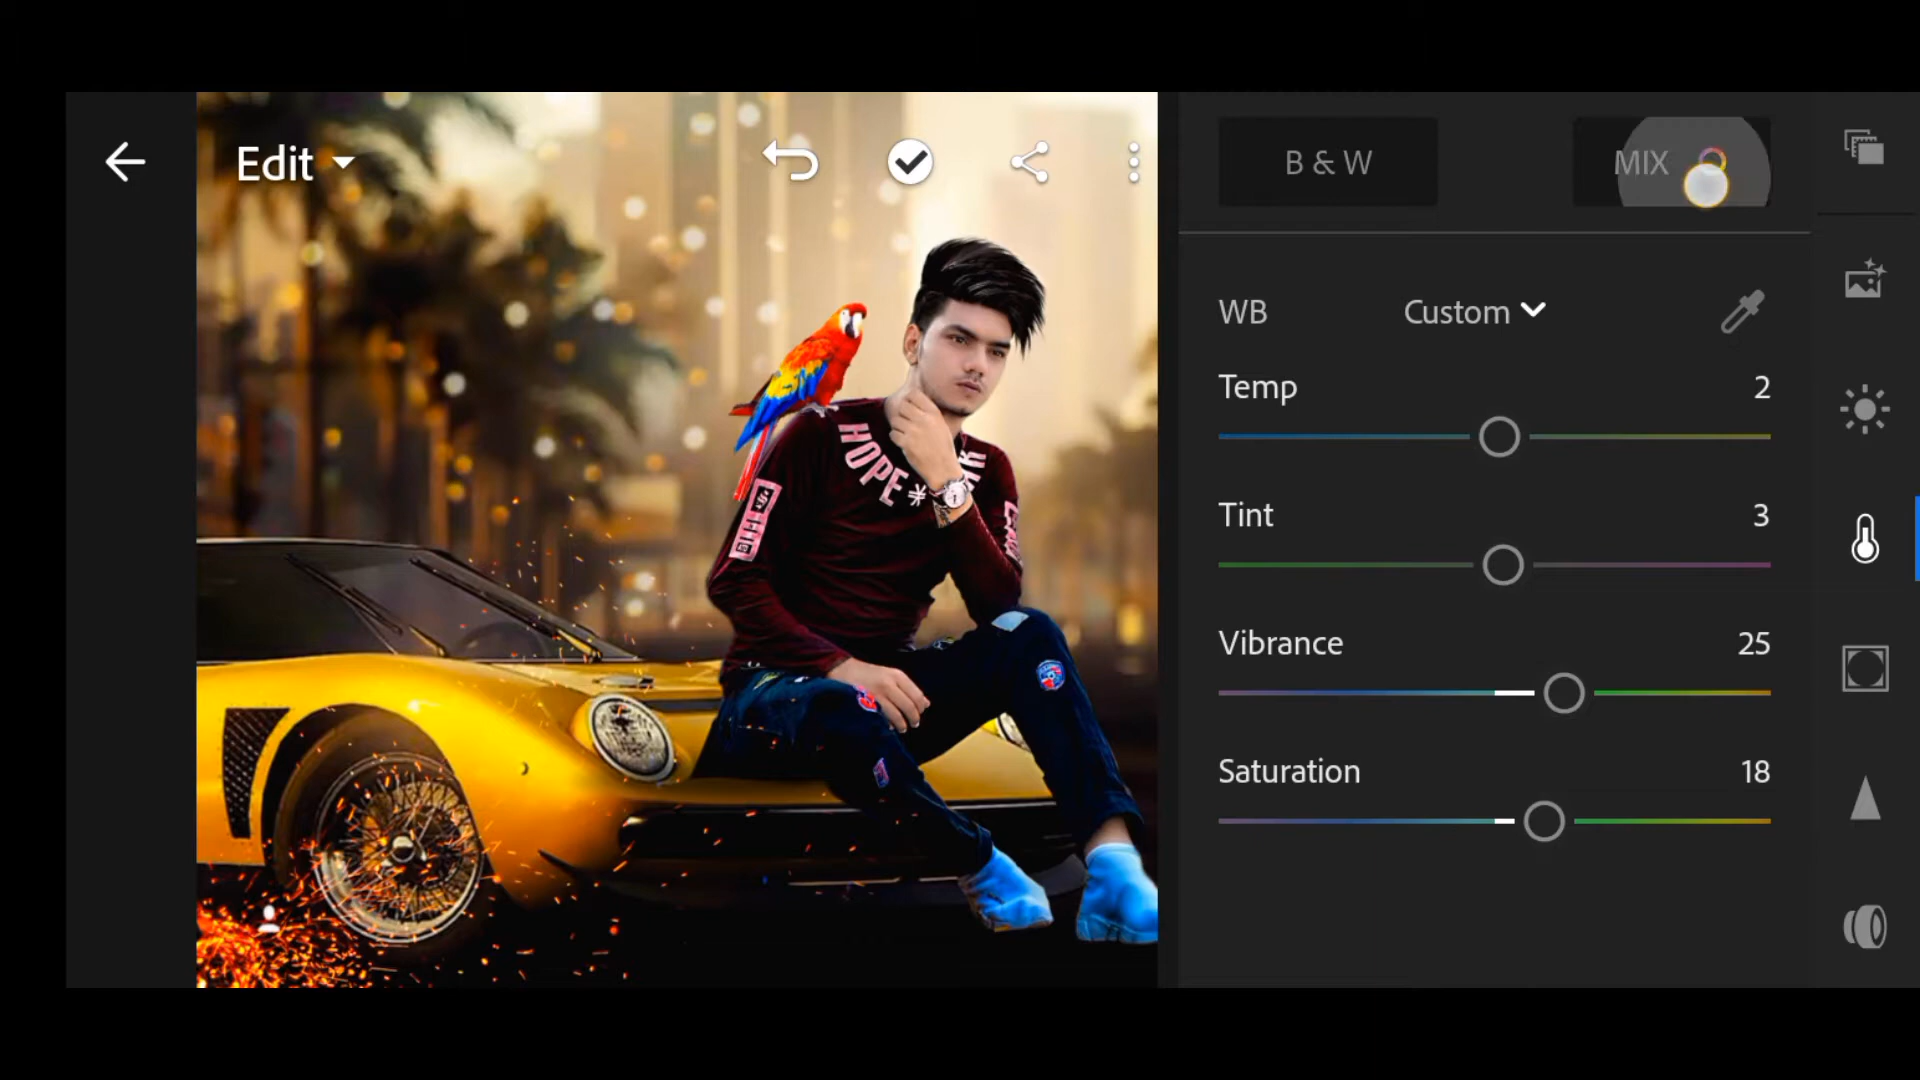 Edit
B & W
MIX
WB Custom
Temp 2
Tint 3
Vibrance 25
Saturation 18
HOPE *